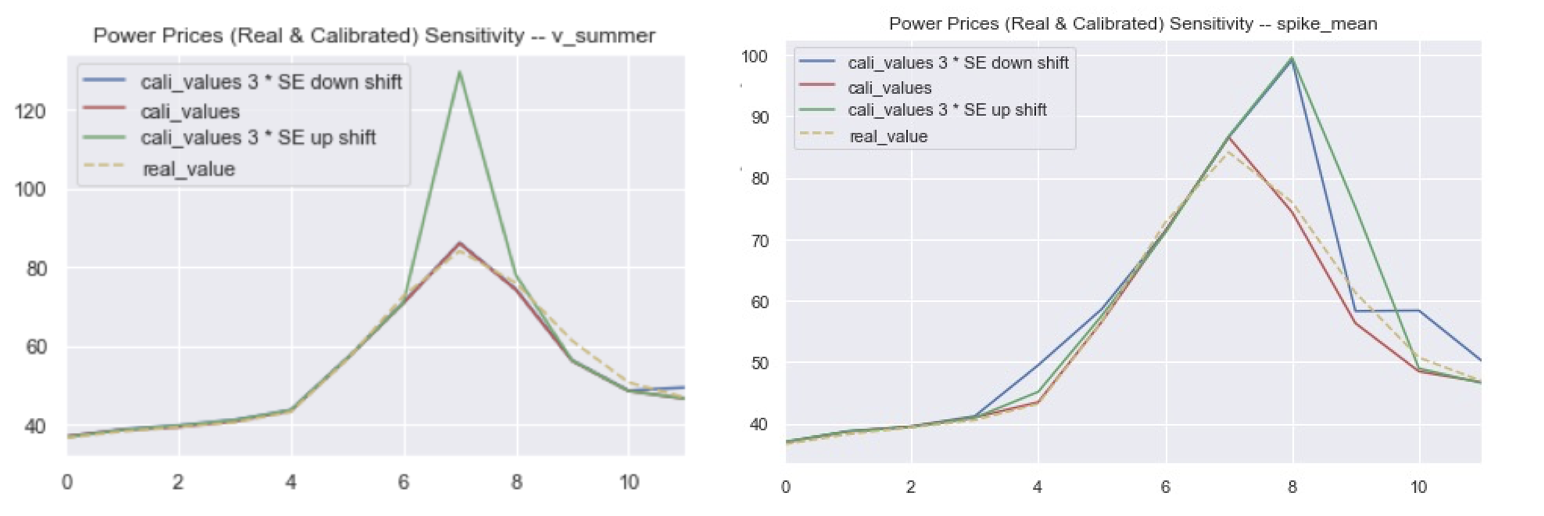 Power Prices (Real & Calibrated) Sensitivity -- v_summer
cali_values 3 * SE down shift
cali_values
cali_values 3 * SE up shift
real_value
120
100
80
60
40
0 2 4 6 8 10
Power Prices (Real & Calibrated) Sensitivity -- spike_mean
cali_values 3 * SE down shift
cali_values
cali_values 3 * SE up shift
real_value
100
90
80
70
60
50
40
0 2 4 6 8 10